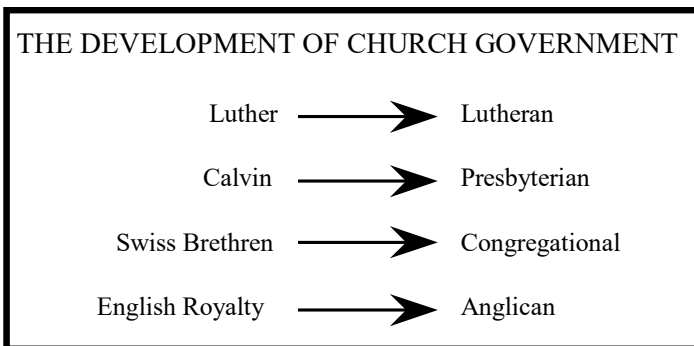 THE DEVELOPMENT OF CHURCH GOVERNMENT
Luther Lutheran
Calvin Presbyterian
Swiss Brethren Congregational
English Royalty Anglican